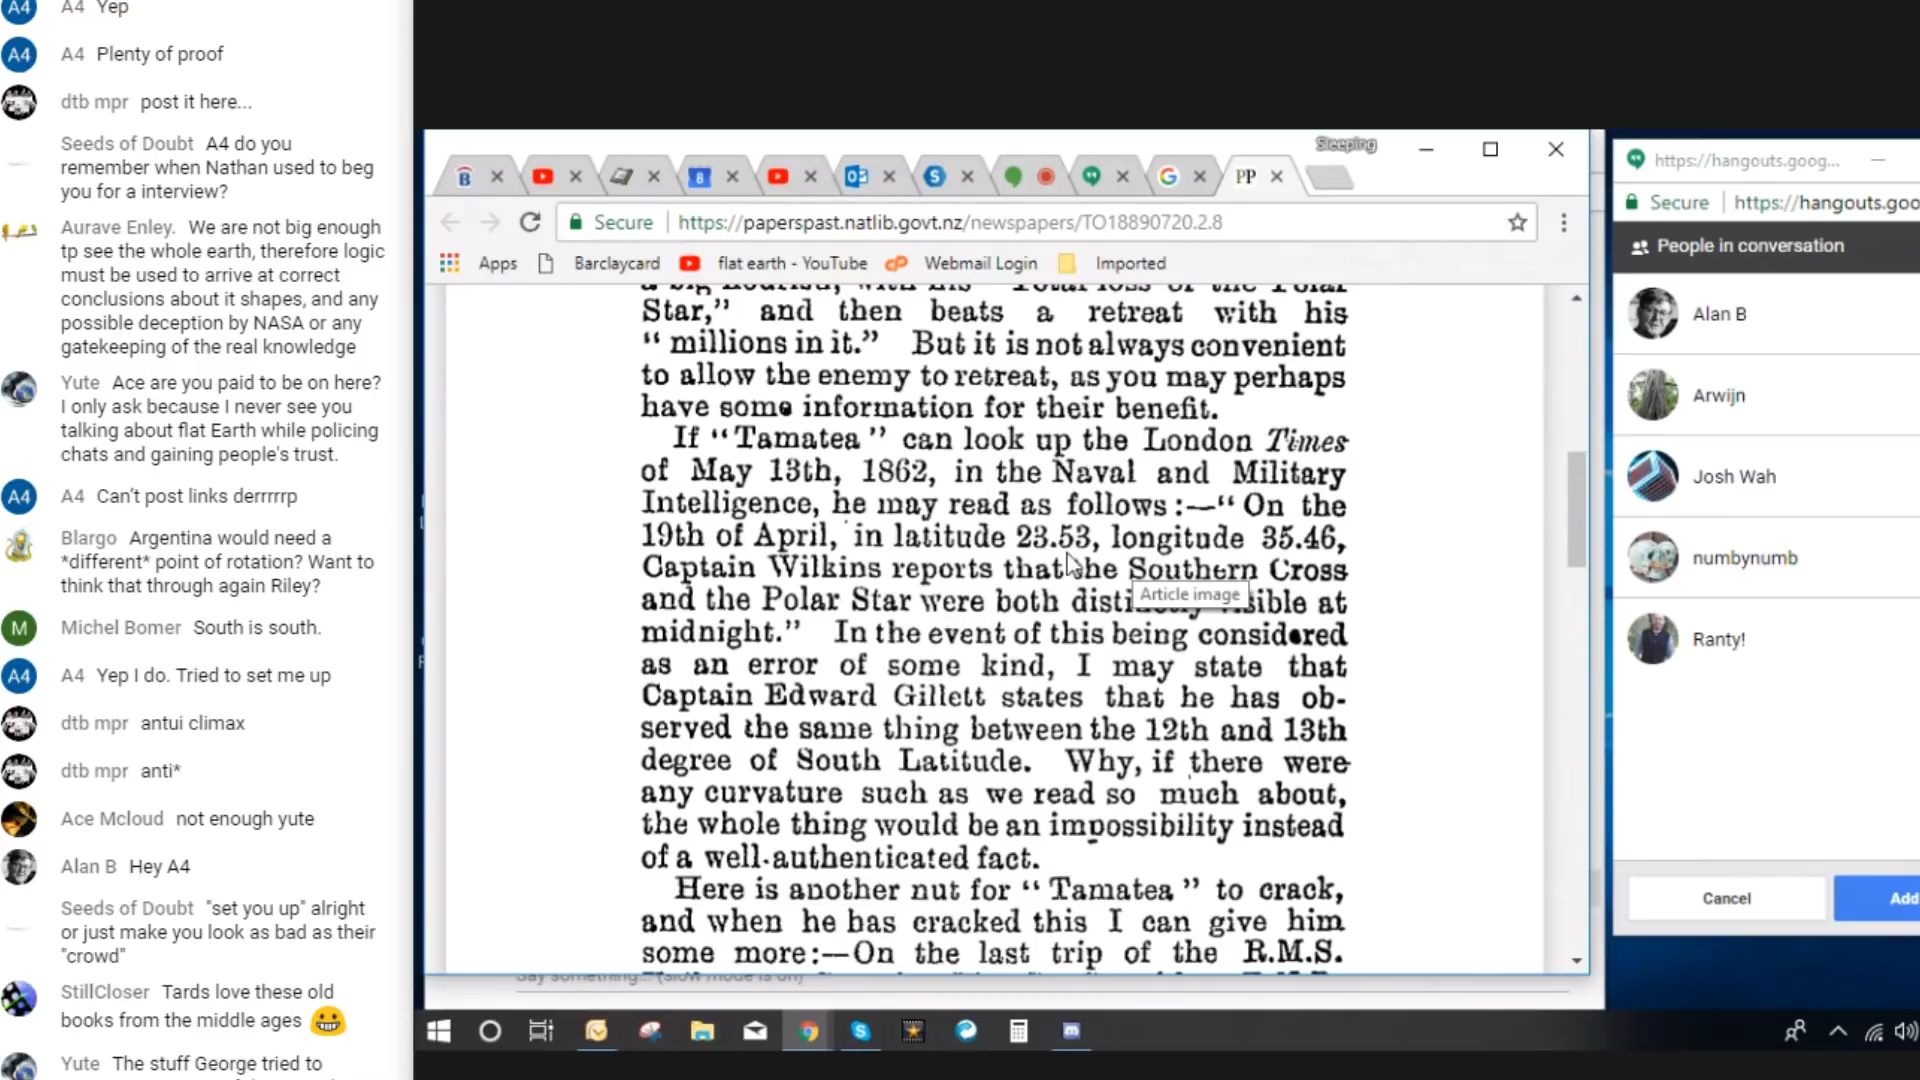 A4 Yep
A4 Plenty of proof
dtb mpr post it here...
Seeds of Doubt A4 do you
remember when Nathan used to beg
you for a interview?
Aurave Enley. We are not big enough
tp see the whole earth, therefore logic
must be used to arrive at correct
conclusions about it shapes, and any
possible deception by NASA or any
gatekeeping of the real knowledge
Yute Ace are you paid to be on here?
I only ask because I never see you
talking about flat Earth while policing
chats and gaining people's trust.
A4 Can't post links derrrrrp
Blargo Argentina would need a
*different* point of rotation? Want to
think that through again Riley?
M Michel Bomer South is south.
A4 Yep I do. Tried to set me up
dtb mpr antui climax
dtb mpr anti*
Ace Mcloud not enough yute
Alan B Hey A4
Seeds of Doubt "set you up" alright
or just make you look as bad as their
"crowd"
StillCloser Tards love these old
books from the middle ages
Yute The stuff George tried to
Sleeping
PP
Secure https://paperspast.natlib.govt.nz/newspapers/TO18890720.2.8
Apps Barclaycard flat earth - YouTube Webmail Login Imported
a big flourish, with his "Total loss of the Polar
Star," and then beats a retreat with his
"millions in it." But it is not always convenient
to allow the enemy to retreat, as you may perhaps
have some information for their benefit.
If "Tamatea" can look up the London Times
of May 13th, 1862, in the Naval and Military
Intelligence, he may read as follows:—"On the
19th of April, in latitude 23.53, longitude 35.46,
Captain Wilkins reports that the Southern Cross
and the Polar Star were both distinctly visible at
midnight." In the event of this being considered
as an error of some kind, I may state that
Captain Edward Gillett states that he has ob-
served the same thing between the 12th and 13th
degree of South Latitude. Why, if there were
any curvature such as we read so much about,
the whole thing would be an impossibility instead
of a well-authenticated fact.
Here is another nut for "Tamatea" to crack,
and when he has cracked this I can give him
some more:—On the last trip of the R.M.S.
Article image
Say something... (slow mode is on)
https://hangouts.goog...
Secure https://hangouts.goo
People in conversation
Alan B
Arwijn
Josh Wah
numbynumb
Ranty!
Cancel Add